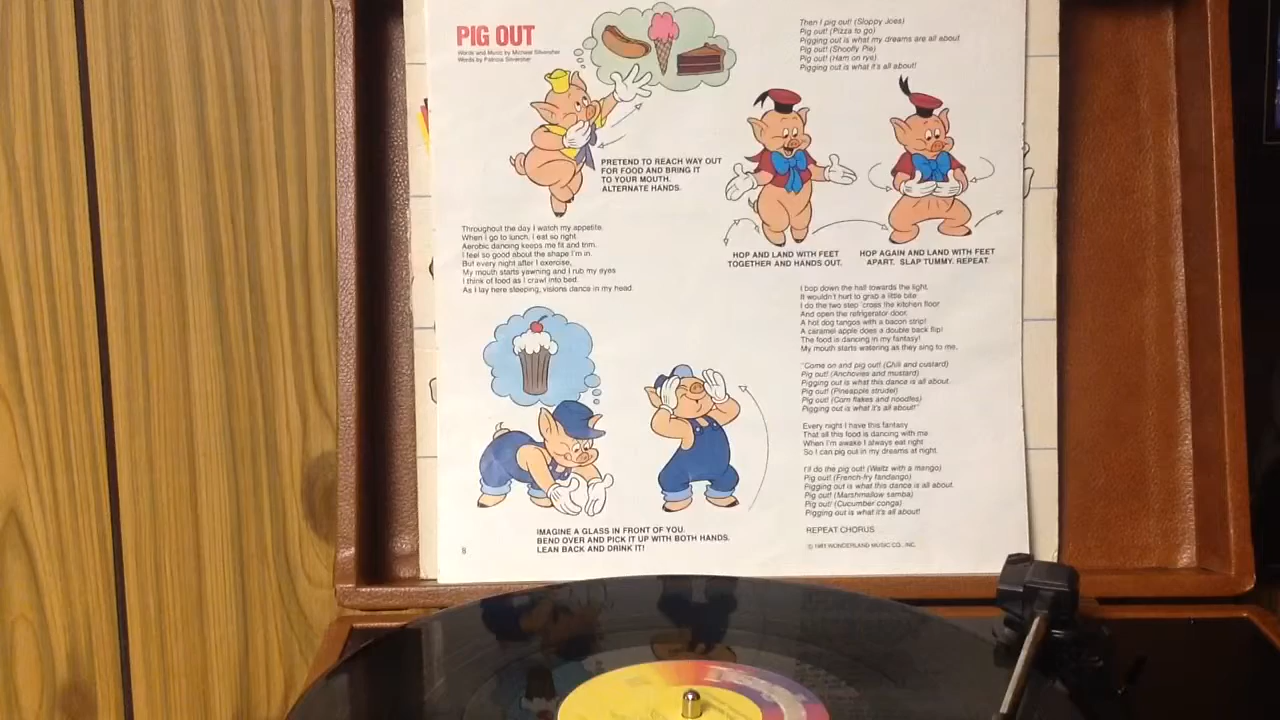 PIG OUT
Words and Music by Michael Silversher
Words by Patricia Silversher
PRETEND TO REACH WAY OUT
FOR FOOD AND BRING IT
TO YOUR MOUTH.
ALTERNATE HANDS.
Throughout the day I watch my appetite.
When I go to lunch, I eat so right.
Aerobic dancing keeps me fit and trim.
I feel so good about the shape I'm in.
But every night after I exercise,
My mouth starts yawning and I rub my eyes
I think of food as I crawl into bed.
As I lay here sleeping, visions dance in my head.
IMAGINE A GLASS IN FRONT OF YOU.
BEND OVER AND PICK IT UP WITH BOTH HANDS.
LEAN BACK AND DRINK IT!
8
Then I pig out! (Sloppy Joes)
Pig out! (Pizza to go)
Pigging out is what my dreams are all about.
Pig out! (Shoofly Pie)
Pig out! (Ham on rye)
Pigging out is what it's all about!
HOP AND LAND WITH FEET
TOGETHER AND HANDS OUT.
HOP AGAIN AND LAND WITH FEET
APART. SLAP TUMMY. REPEAT.
I bop down the hall towards the light,
It wouldn't hurt to grab a little bite
I do the two step 'cross the kitchen floor
And open the refrigerator door.
A hot dog tangos with a bacon strip!
A caramel apple does a double back flip!
The food is dancing in my fantasy!
My mouth starts watering as they sing to me,
"Come on and pig out! (Chili and custard)
Pig out! (Anchovies and mustard)
Pigging out is what this dance is all about.
Pig out! (Pineapple strudel)
Pig out! (Corn flakes and noodles)
Pigging out is what it's all about!"
Every night I have this fantasy
That all this food is dancing with me
When I'm awake I always eat right
So I can pig out in my dreams at night.
I'll do the pig out! (Waltz with a mango)
Pig out! (French-fry fandango)
Pigging out is what this dance is all about.
Pig out! (Marshmallow samba)
Pig out! (Cucumber conga)
Pigging out is what it's all about!
REPEAT CHORUS
© 1981 WONDERLAND MUSIC CO., INC.